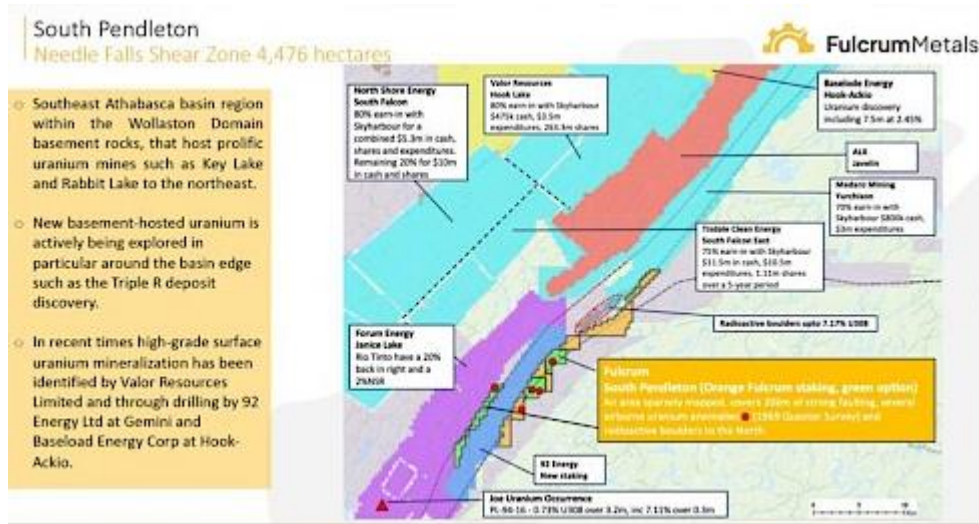 South Pendleton
Needle Falls Shear Zone 4,476 hectares
FulcrumMetals
Southeast Athabasca basin region
within the Wollaston Domain
basement rocks, that host prolific
uranium mines such as Key Lake
and Rabbit Lake to the northeast.
New basement-hosted uranium is
actively being explored in
particular around the basin edge
such as the Triple R deposit
discovery.
In recent times high-grade surface
uranium mineralization has been
identified by Valor Resources
Limited and through drilling by 92
Energy Ltd at Gemini and
Baseload Energy Corp at Hook-
Ackio.
North Shore Energy
South Falcon
80% earn-in with
Skyharbour for a
combined $5.3m in cash,
shares and expenditures.
Remaining 20% for $10m
in cash and shares
Valor Resources
Hook Lake
80% earn in with Skyharbour
$475k cash, $3.5m
expenditures, shares
Baselode Energy
Hook-Ackio
Uranium discovery
including 7.5m at 2.45%
ALX
Javelin
Madaro Mining
Yurchison
70% earn in with
Skyharbour $800k cash,
$3m expenditures
Tisdale Clean Energy
South Falcon East
75% earn-in with Skyharbour
$11.5m in cash, $10.5m
expenditures, 1.11m shares
over a 5-year period
Radioactive boulders upto 7.17% U308
Forum Energy
Janice Lake
Rio Tinto have a 20%
back in right and a
2%NSR
Fulcrum
South Pendleton (Orange Fulcrum staking, green option)
An area sparsely mapped, covers of strong faulting, several
airborne uranium anomalies (1969 Questor Survey) and
radioactive boulders to the North
92 Energy
New staking
Joe Uranium Occurrence
PL-94-16 - 0.73% U308 over 3.2m, inc 7.11% over 0.3m